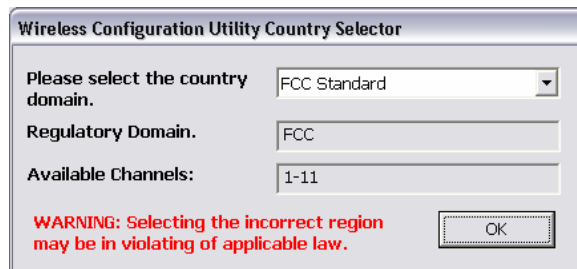 Wireless Configuration Utility Country Selector
Please select the country
domain.
FCC Standard
Regulatory Domain.
FCC
Available Channels:
1-11
WARNING: Selecting the incorrect region
may be in violating of applicable law.
OK